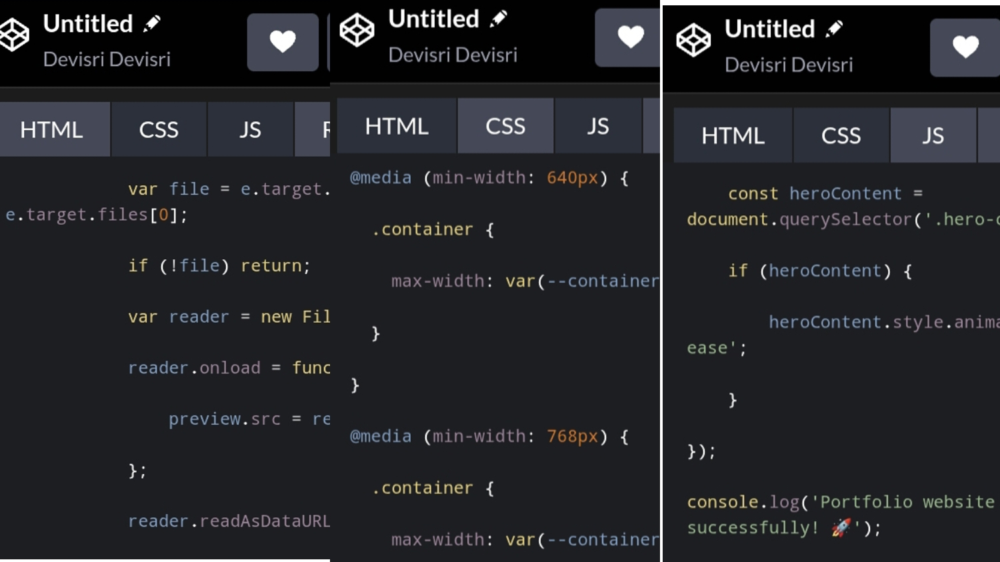 Untitled
Devisri Devisri
HTML CSS JS
var file = e.target.
e.target.files[0];
if (!file) return;
var reader = new Fil
reader.onload = func
preview.src = re
};
reader.readAsDataURL
Untitled
Devisri Devisri
HTML CSS JS
@media (min-width: 640px) {
.container {
max-width: var(--container
}
}
@media (min-width: 768px) {
.container {
max-width: var(--container
Untitled
Devisri Devisri
HTML CSS JS
const heroContent =
document.querySelector('.hero-c
if (heroContent) {
heroContent.style.anima
ease';
}
});
console.log('Portfolio website
successfully! 🚀');